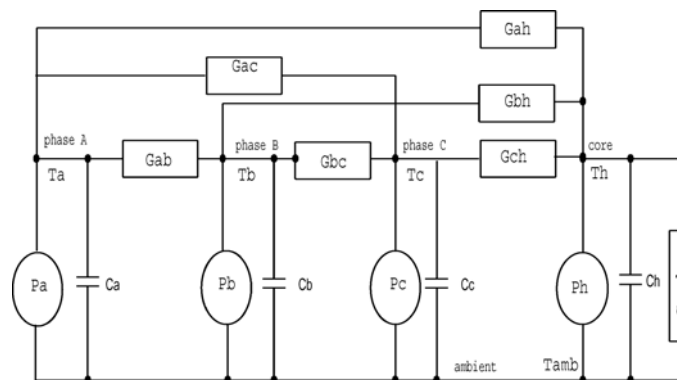 Gah
Gac
Gbh
phase A
phase B
phase C
core
Gab
Gbc
Gch
Ta
Tb
Tc
Th
Pa
Ca
Pb
Cb
Pc
Cc
Ph
Ch
ambient
Tamb